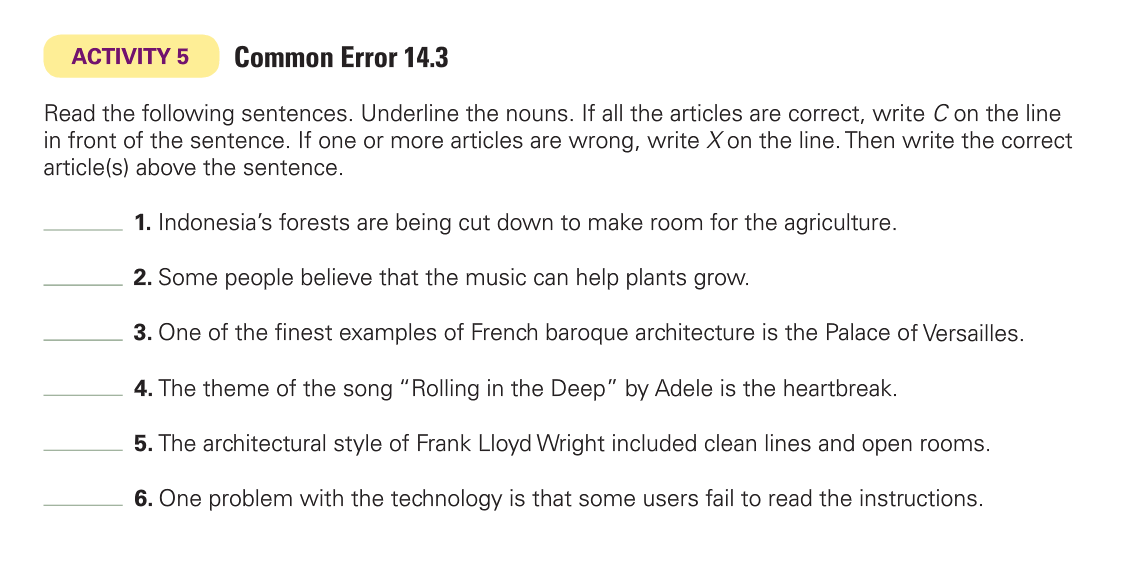 ACTIVITY 5 Common Error 14.3
Read the following sentences. Underline the nouns. If all the articles are correct, write C on the line
in front of the sentence. If one or more articles are wrong, write X on the line. Then write the correct
article(s) above the sentence.
______ 1. Indonesia’s forests are being cut down to make room for the agriculture.
______ 2. Some people believe that the music can help plants grow.
______ 3. One of the finest examples of French baroque architecture is the Palace of Versailles.
______ 4. The theme of the song “Rolling in the Deep” by Adele is the heartbreak.
______ 5. The architectural style of Frank Lloyd Wright included clean lines and open rooms.
______ 6. One problem with the technology is that some users fail to read the instructions.